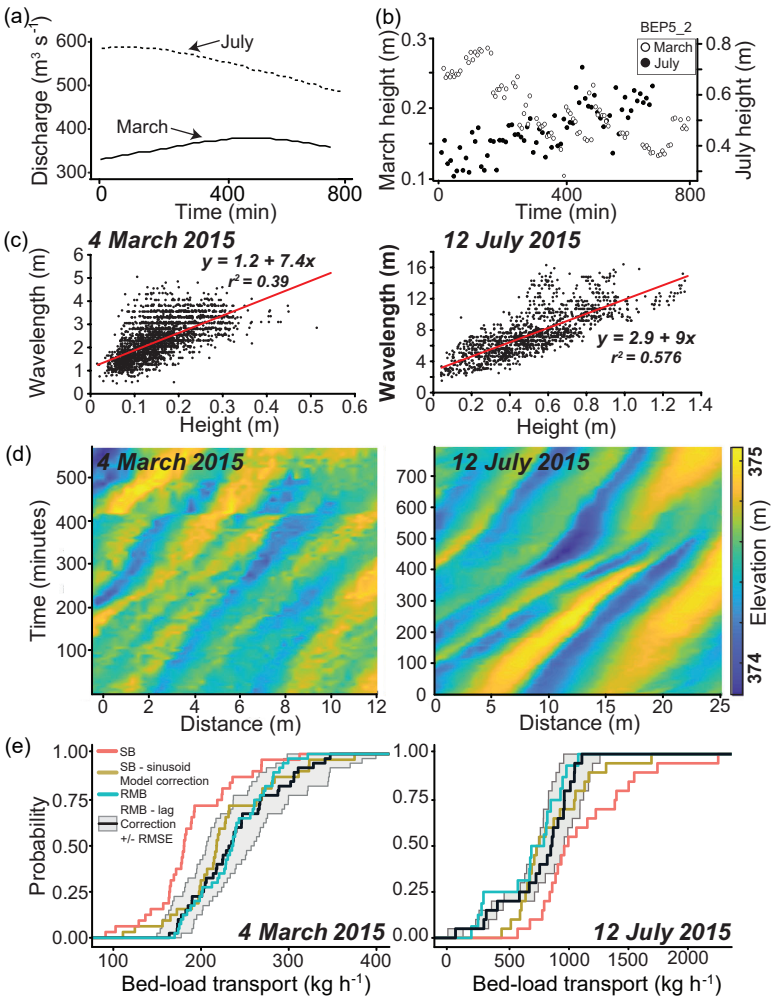 (a)
Discharge (m³ s⁻¹)
600
500
400
300
July
March
0
400
800
Time (min)
(b)
BEP5_2
March
July
March height (m)
0.3
0.2
0.1
July height (m)
0.8
0.6
0.4
0
400
800
Time (min)
(c)
4 March 2015
y = 1.2 + 7.4x
r² = 0.39
Wavelength (m)
6
5
4
3
2
1
0
0
0.1
0.2
0.3
0.4
0.5
0.6
Height (m)
12 July 2015
y = 2.9 + 9x
r² = 0.576
Wavelength (m)
16
12
8
4
0
0.2
0.4
0.6
0.8
1.0
1.2
1.4
Height (m)
(d)
4 March 2015
Time (minutes)
500
400
300
200
100
0
2
4
6
8
10
12
Distance (m)
12 July 2015
700
600
500
400
300
200
100
0
0
5
10
15
20
25
Distance (m)
375
374
Elevation (m)
(e)
Probability
1.00
0.75
0.50
0.25
0.00
SB
SB - sinusoid
Model correction
RMB
RMB - lag
Correction
+/- RMSE
4 March 2015
100
200
300
400
Bed-load transport (kg h⁻¹)
1.00
0.75
0.50
0.25
0.00
12 July 2015
0
500
1000
1500
2000
Bed-load transport (kg h⁻¹)